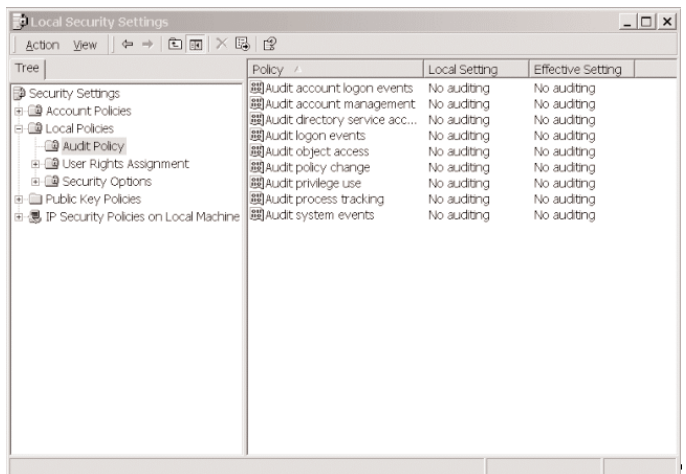 Local Security Settings
Action View
Tree
Security Settings
Account Policies
Local Policies
Audit Policy
User Rights Assignment
Security Options
Public Key Policies
IP Security Policies on Local Machine
Policy Local Setting Effective Setting
Audit account logon events No auditing No auditing
Audit account management No auditing No auditing
Audit directory service acc... No auditing No auditing
Audit logon events No auditing No auditing
Audit object access No auditing No auditing
Audit policy change No auditing No auditing
Audit privilege use No auditing No auditing
Audit process tracking No auditing No auditing
Audit system events No auditing No auditing